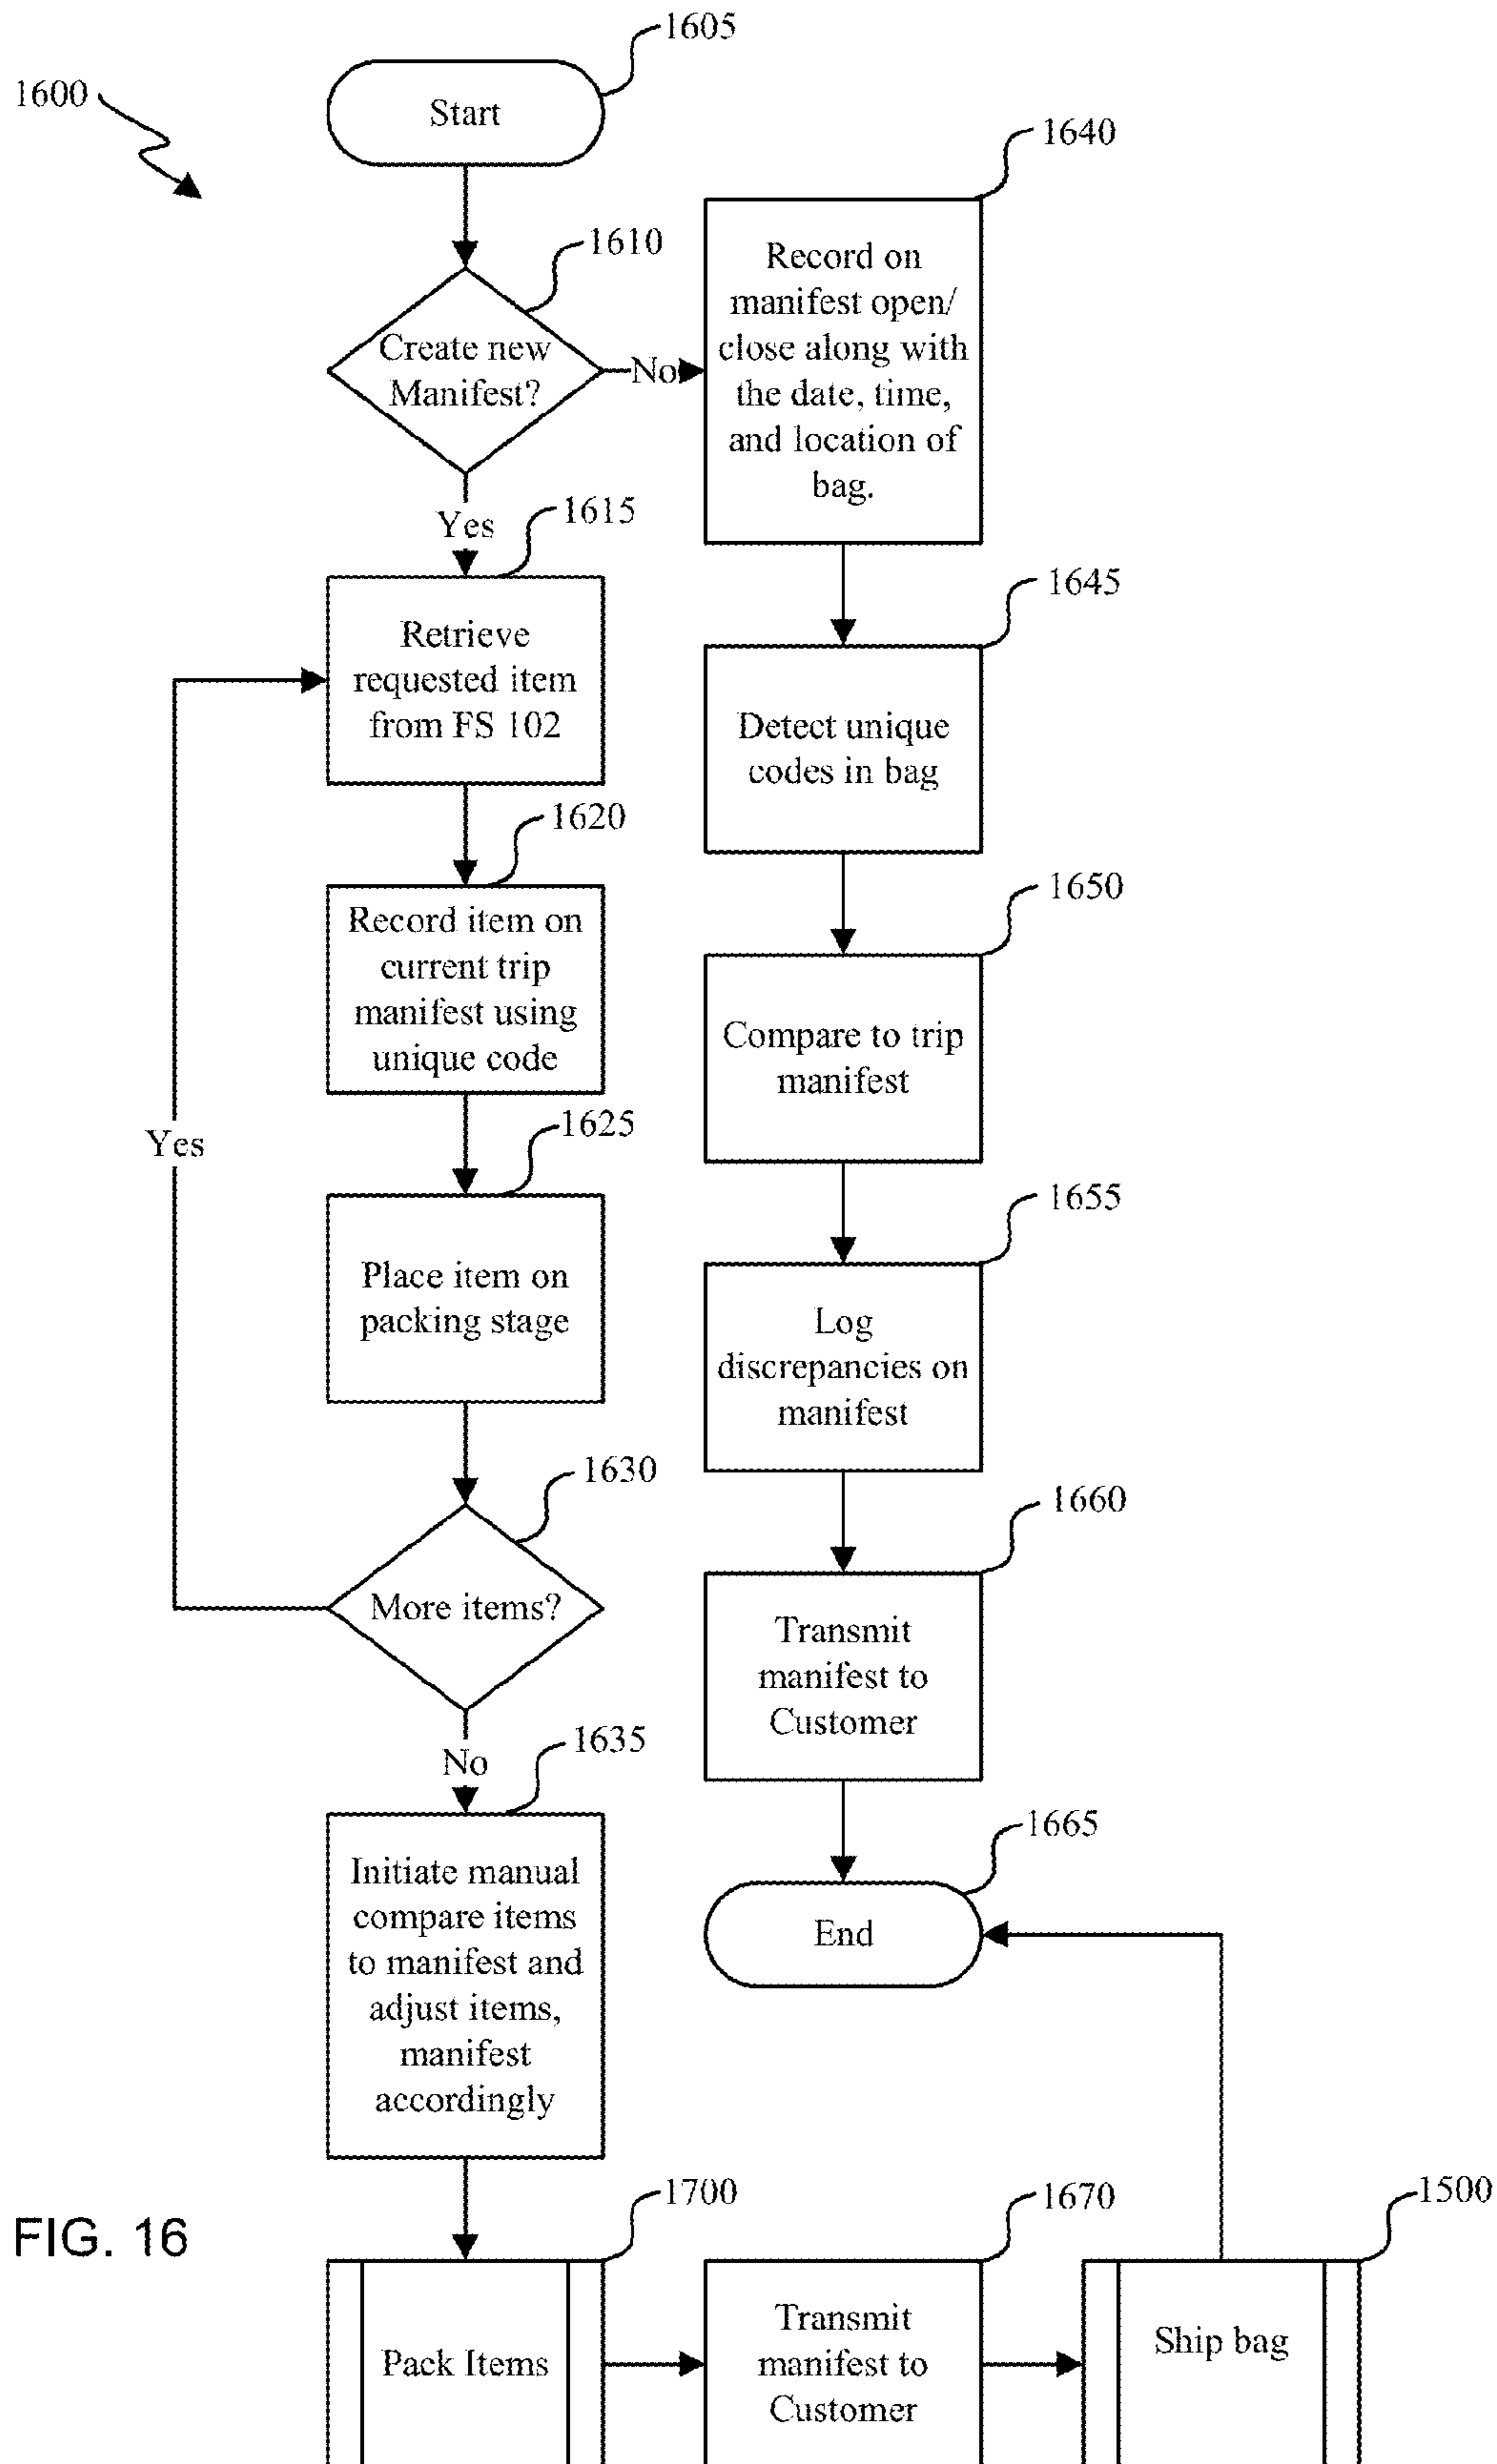 1605
1600
Start
1610
Create new
Manifest?
No
Yes
1615
Retrieve
requested item
from FS 102
1620
Record item on
current trip
manifest using
unique code
1625
Place item on
packing stage
1630
More items?
Yes
No
1635
Initiate manual
compare items
to manifest and
adjust items,
manifest
accordingly
1640
Record on
manifest open/
close along with
the date, time,
and location of
bag.
1645
Detect unique
codes in bag
1650
Compare to trip
manifest
1655
Log
discrepancies on
manifest
1660
Transmit
manifest to
Customer
1665
End
FIG. 16
1700
Pack Items
1670
Transmit
manifest to
Customer
1500
Ship bag